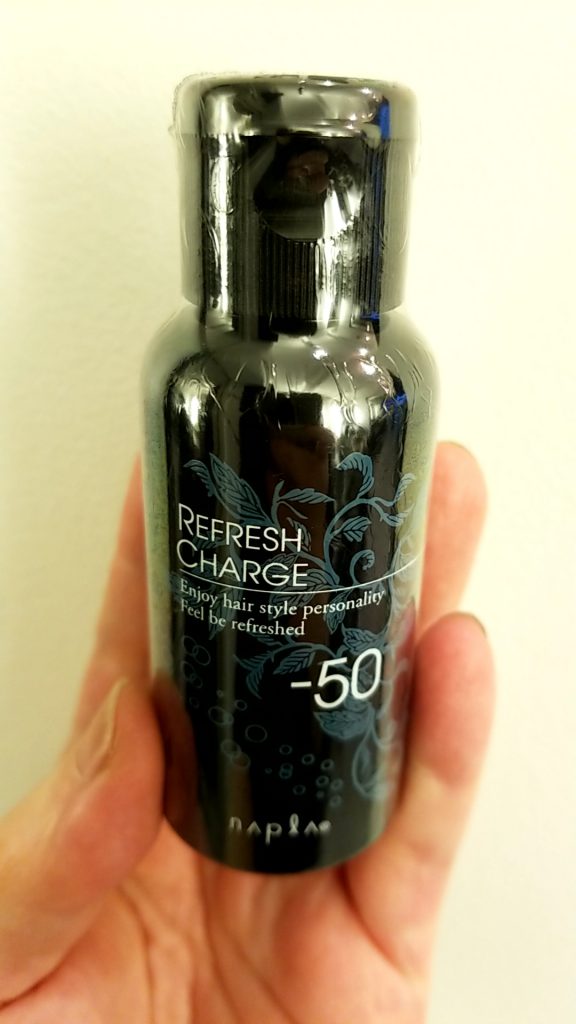 REFRESH
CHARGE
Enjoy hair style personality
Feel be refreshed
-50
napla